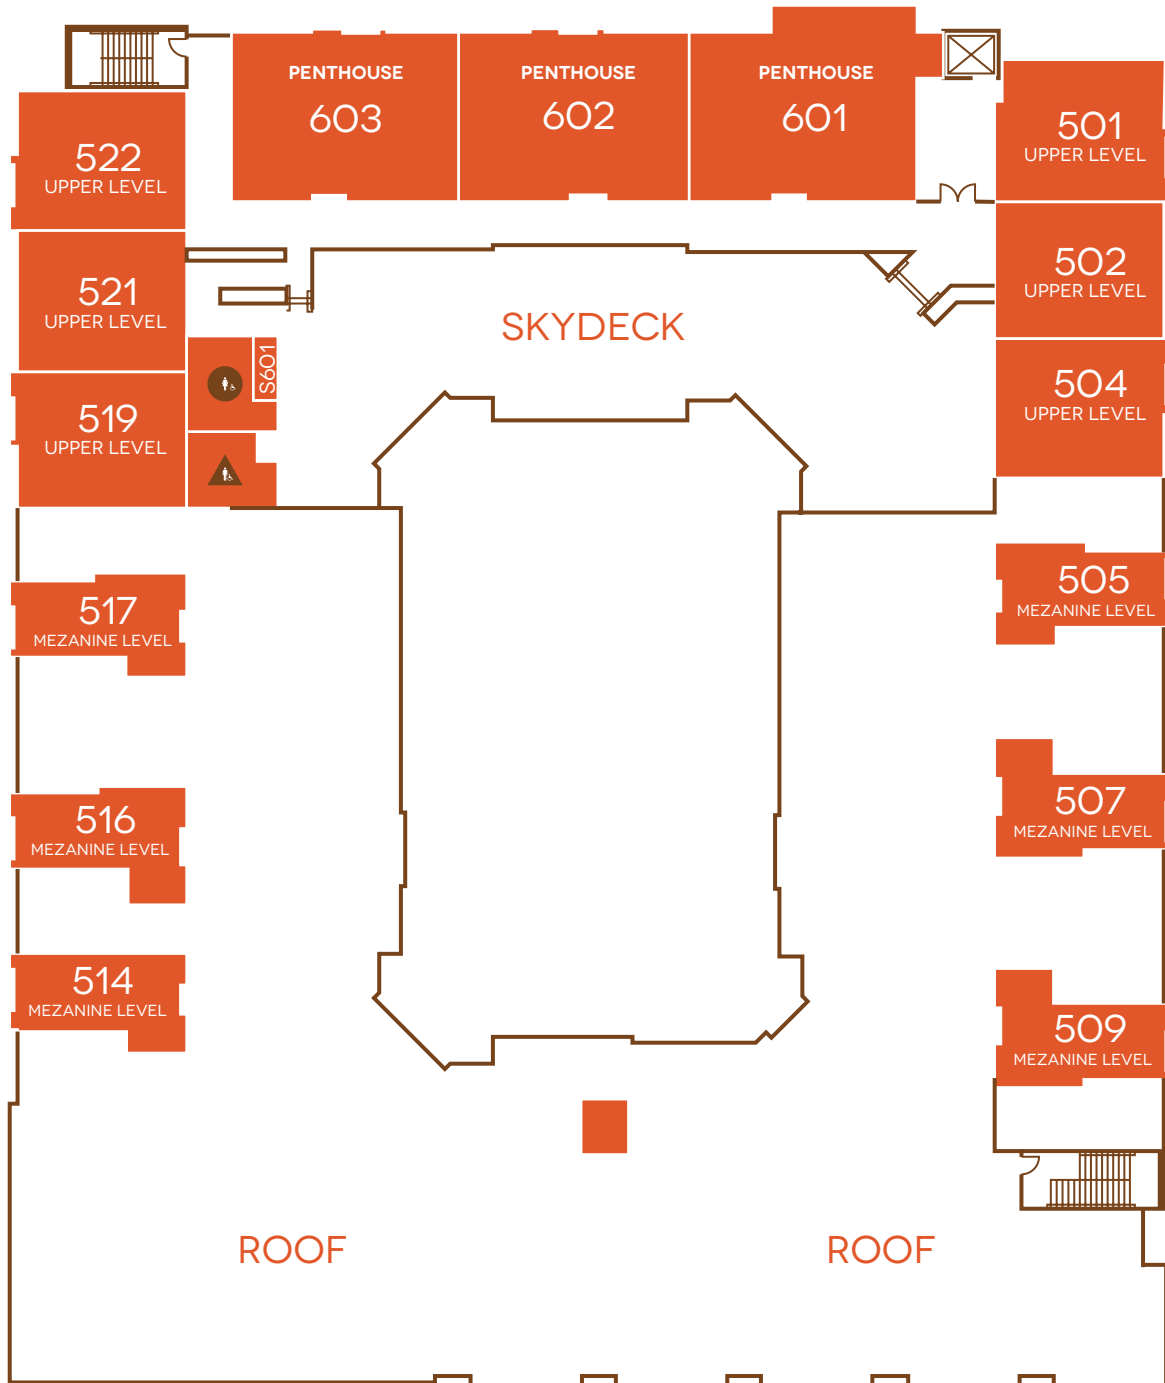 PENTHOUSE
603
PENTHOUSE
602
PENTHOUSE
601
501
UPPER LEVEL
522
UPPER LEVEL
502
UPPER LEVEL
521
UPPER LEVEL
SKYDECK
S601
504
UPPER LEVEL
519
UPPER LEVEL
505
MEZANINE LEVEL
517
MEZANINE LEVEL
507
MEZANINE LEVEL
516
MEZANINE LEVEL
514
MEZANINE LEVEL
509
MEZANINE LEVEL
ROOF
ROOF